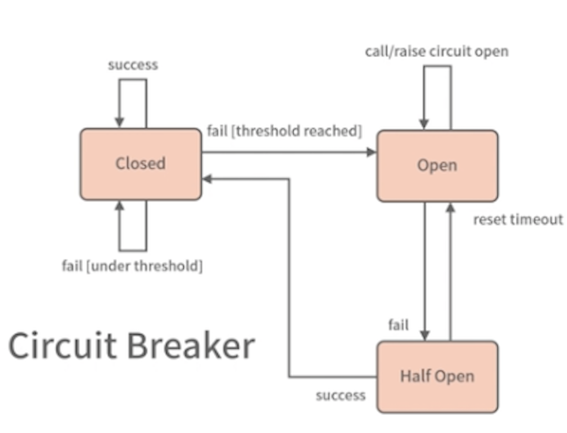 call/raise circuit open
success
fail [threshold reached]
Closed
Open
reset timeout
fail [under threshold]
fail
Circuit Breaker
Half Open
success